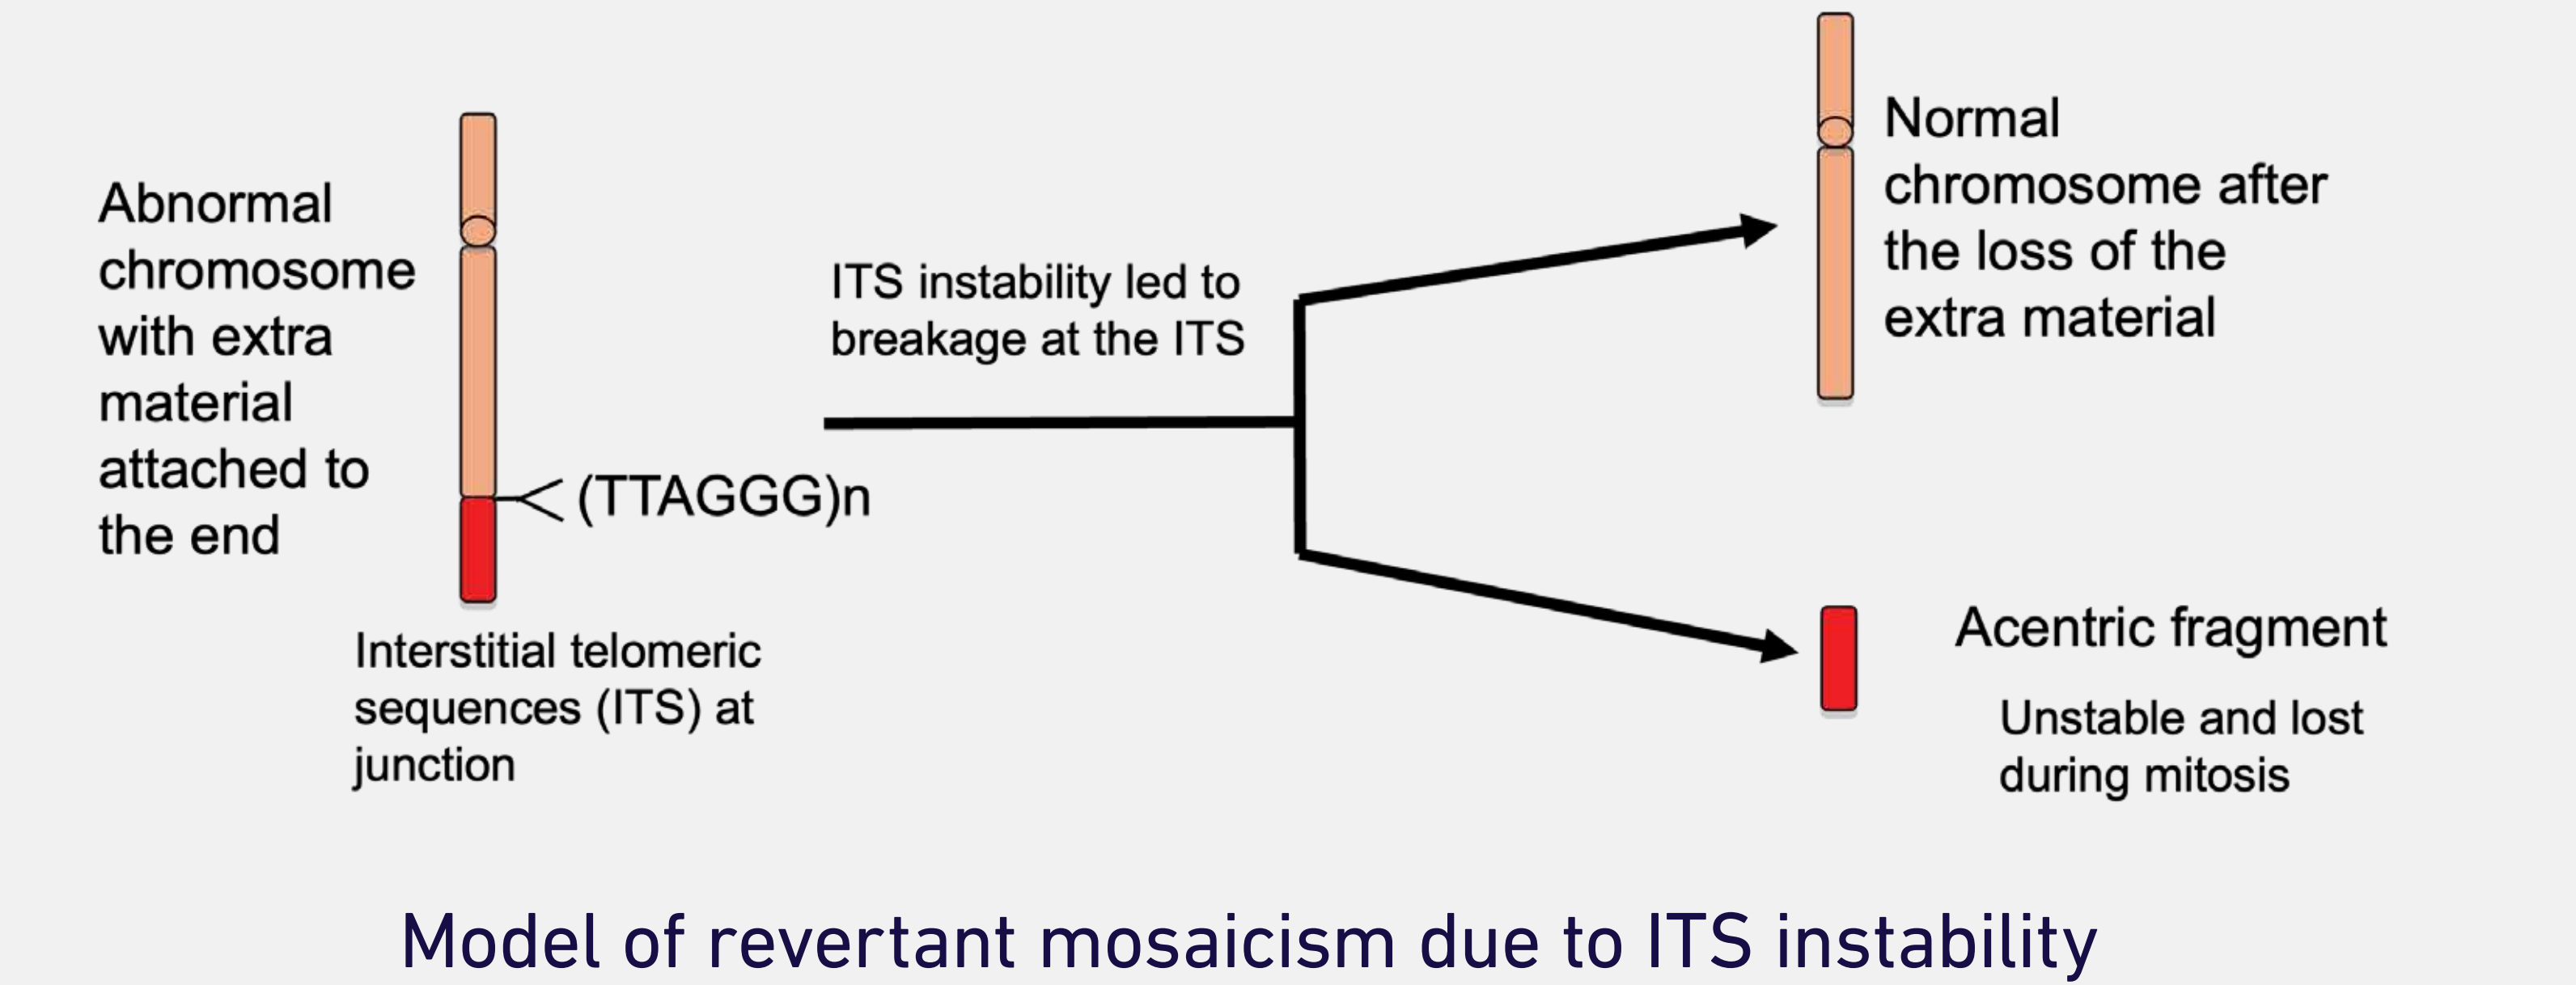 Abnormal
chromosome
with extra
material
attached to
the end
(TTAGGG)n
Interstitial telomeric
sequences (ITS) at
junction
ITS instability led to
breakage at the ITS
Normal
chromosome after
the loss of the
extra material
Acentric fragment
Unstable and lost
during mitosis
Model of revertant mosaicism due to ITS instability